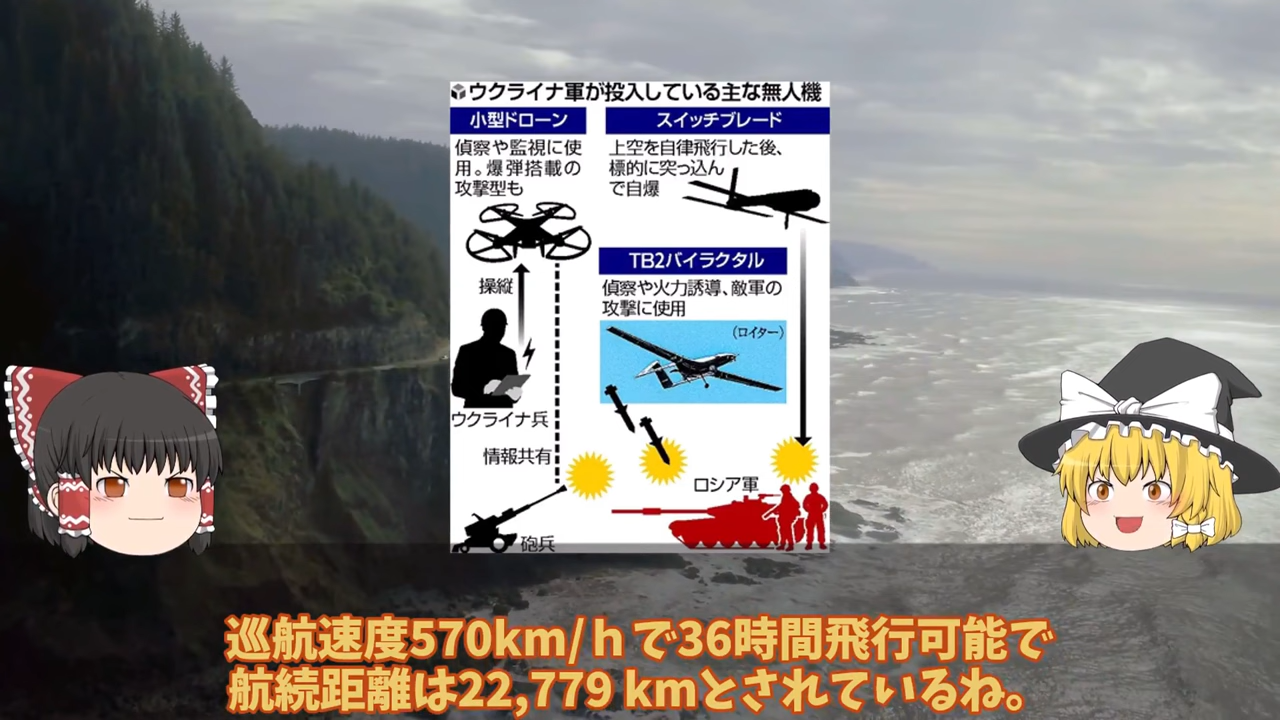 ウクライナ軍が投入している主な無人機
小型ドローン
偵察や監視に使
用。爆弾搭載の
攻撃型も
操縦
ウクライナ兵
情報共有
砲兵
スイッチブレード
上空を自律飛行した後、
標的に突っ込ん
で自爆
TB2バイラクタル
偵察や火力誘導、敵軍の
攻撃に使用
(ロイター)
ロシア軍
巡航速度570km/hで36時間飛行可能で
航続距離は22,779 kmとされているね。